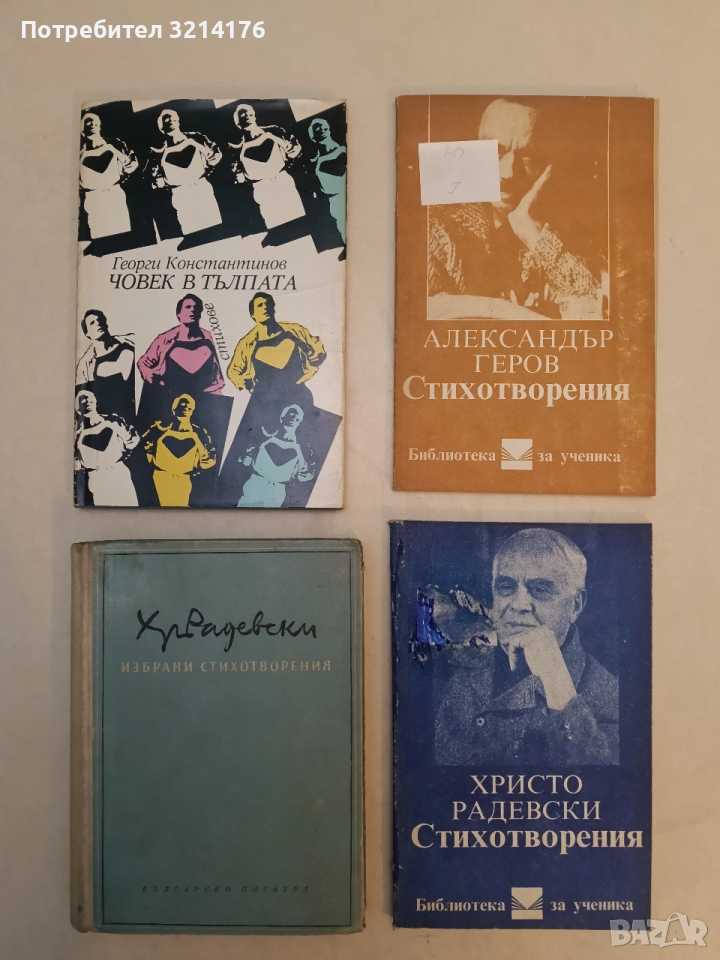 Потребител 3214176
Георги Константинов
ЧОВЕК В ТЪЛПАТА
стихове
АЛЕКСАНДЪР
ГЕРОВ
Стихотворения
Библиотека за ученика
Хр. Радевски
ИЗБРАНИ СТИХОТВОРЕНИЯ
БЪЛГАРСКИ ПИСАТЕЛ
ХРИСТО
РАДЕВСКИ
Стихотворения
Библиотека за ученика
BAZAR